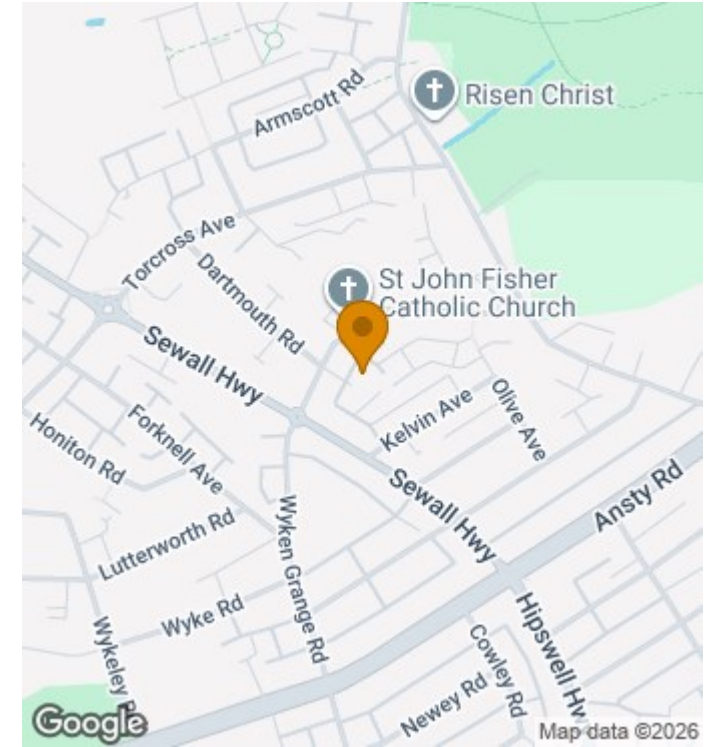 Armscott Rd
Risen Christ
Torcross Ave
Dartmouth Rd
St John Fisher
Catholic Church
Sewall Hwy
Forknell Ave
Honiton Rd
Kelvin Ave
Olive Ave
Sewall Hwy
Ansty Rd
Lutterworth Rd
Wyken Grange Rd
Wyke Rd
Wykeley R
Hipswell Hw
Cowley Rd
Newey Rd
Google
Map data ©2026